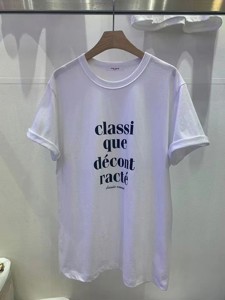 classi
que
décont
racté